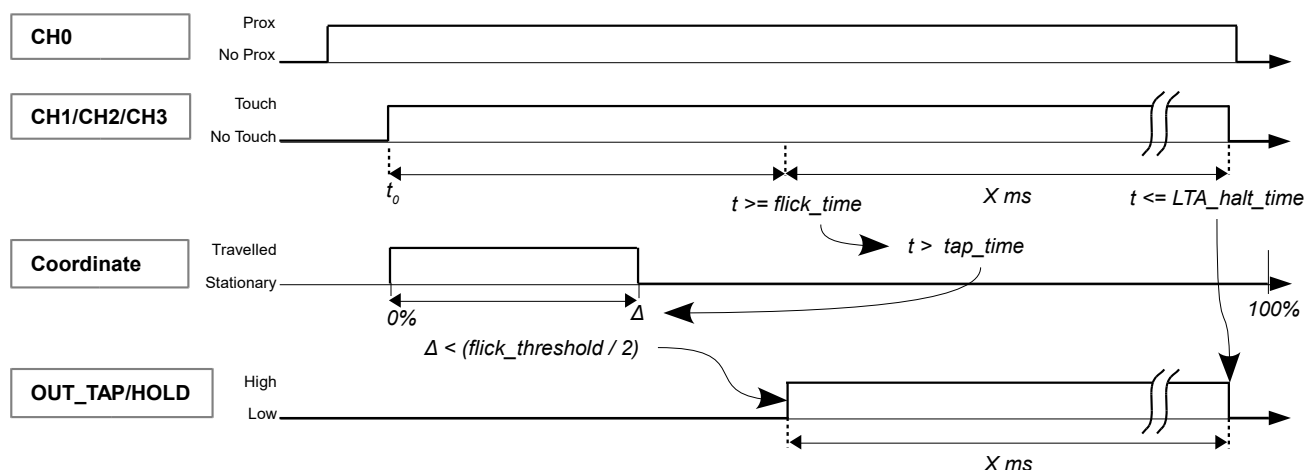 CH0
Prox
No Prox
CH1/CH2/CH3
Touch
No Touch
t₀
t >= flick_time
X ms
t <= LTA_halt_time
Coordinate
Travelled
Stationary
t > tap_time
0%
Δ
100%
Δ < (flick_threshold / 2)
OUT_TAP/HOLD
High
Low
X ms